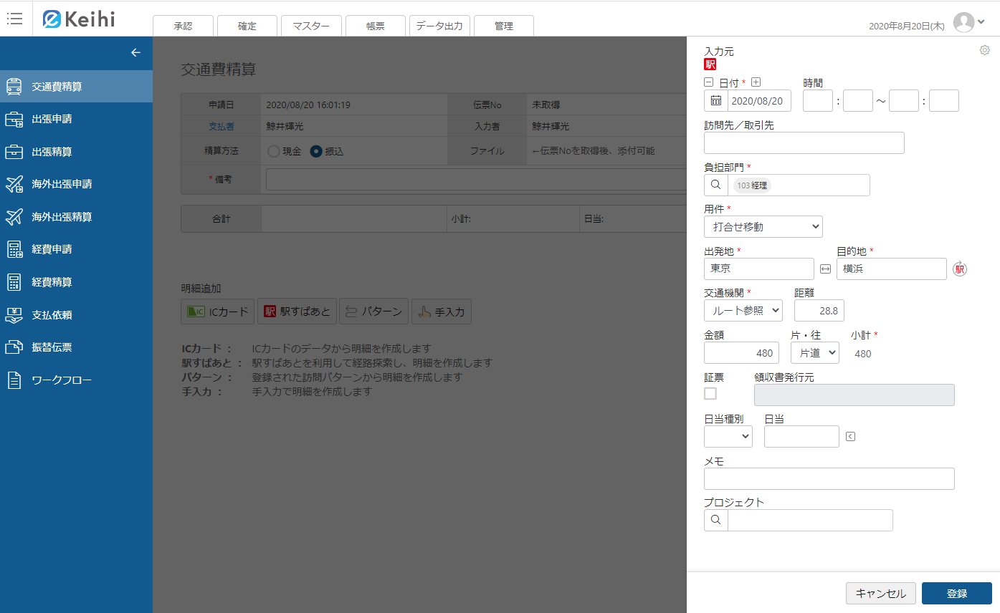 Keihi
承認 確定 マスター 帳票 データ出力 管理
2020年8月20日(木)
交通費精算
出張申請
出張精算
海外出張申請
海外出張精算
経費申請
経費精算
支払依頼
振替伝票
ワークフロー
交通費精算
申請日 2020/08/20 16:01:19 伝票No 未取得
支払者 鯨井輝光 入力者 鯨井輝光
精算方法 現金 振込 ファイル ←伝票Noを取得後、添付可能
* 備考
合計 小計: 日当:
明細追加
IC ICカード 駅 駅すぱあと パターン 手入力
ICカード ： ICカードのデータから明細を作成します
駅すぱあと ： 駅すぱあとを利用して経路探索し、明細を作成します
パターン ： 登録された訪問パターンから明細を作成します
手入力 ： 手入力で明細を作成します
入力元
駅
日付 * 時間
2020/08/20 : ～ :
訪問先／取引先
負担部門 *
103 経理
用件 *
打合せ移動
出発地 * 目的地 *
東京 横浜 駅
交通機関 * 距離
ルート参照 28.8
金額 片・往 小計 *
480 片道 480
証票 領収書発行元
日当種別 日当
メモ
プロジェクト
キャンセル 登録